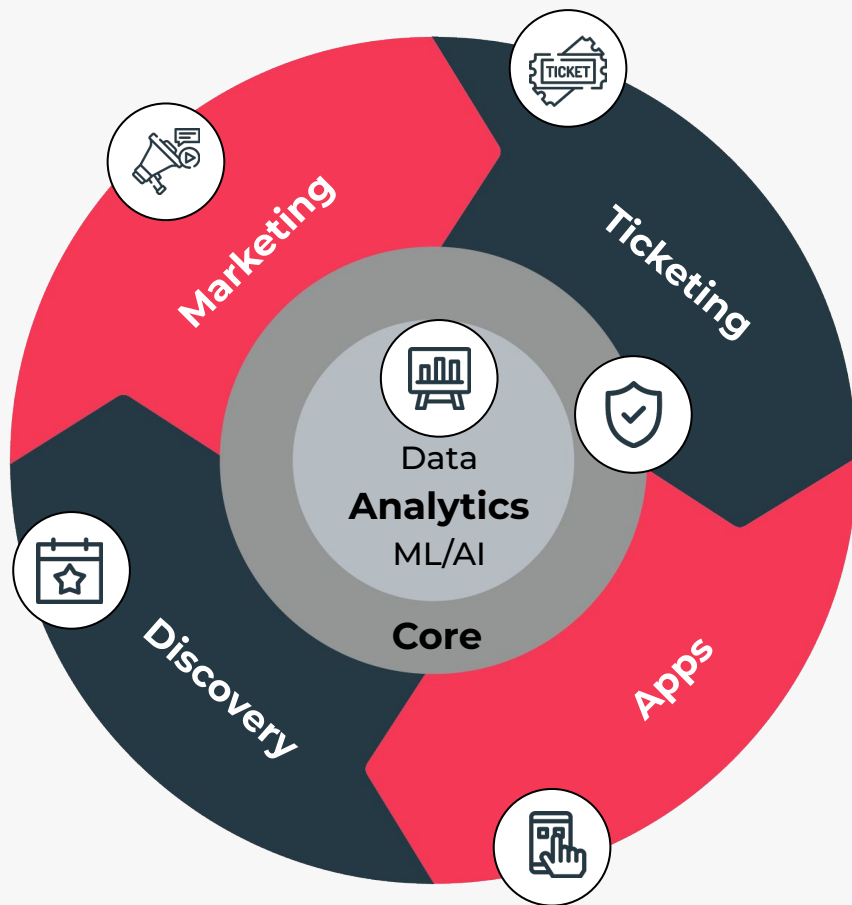 TICKET
Marketing
Ticketing
Data
Analytics
ML/AI
Core
Discovery
Apps